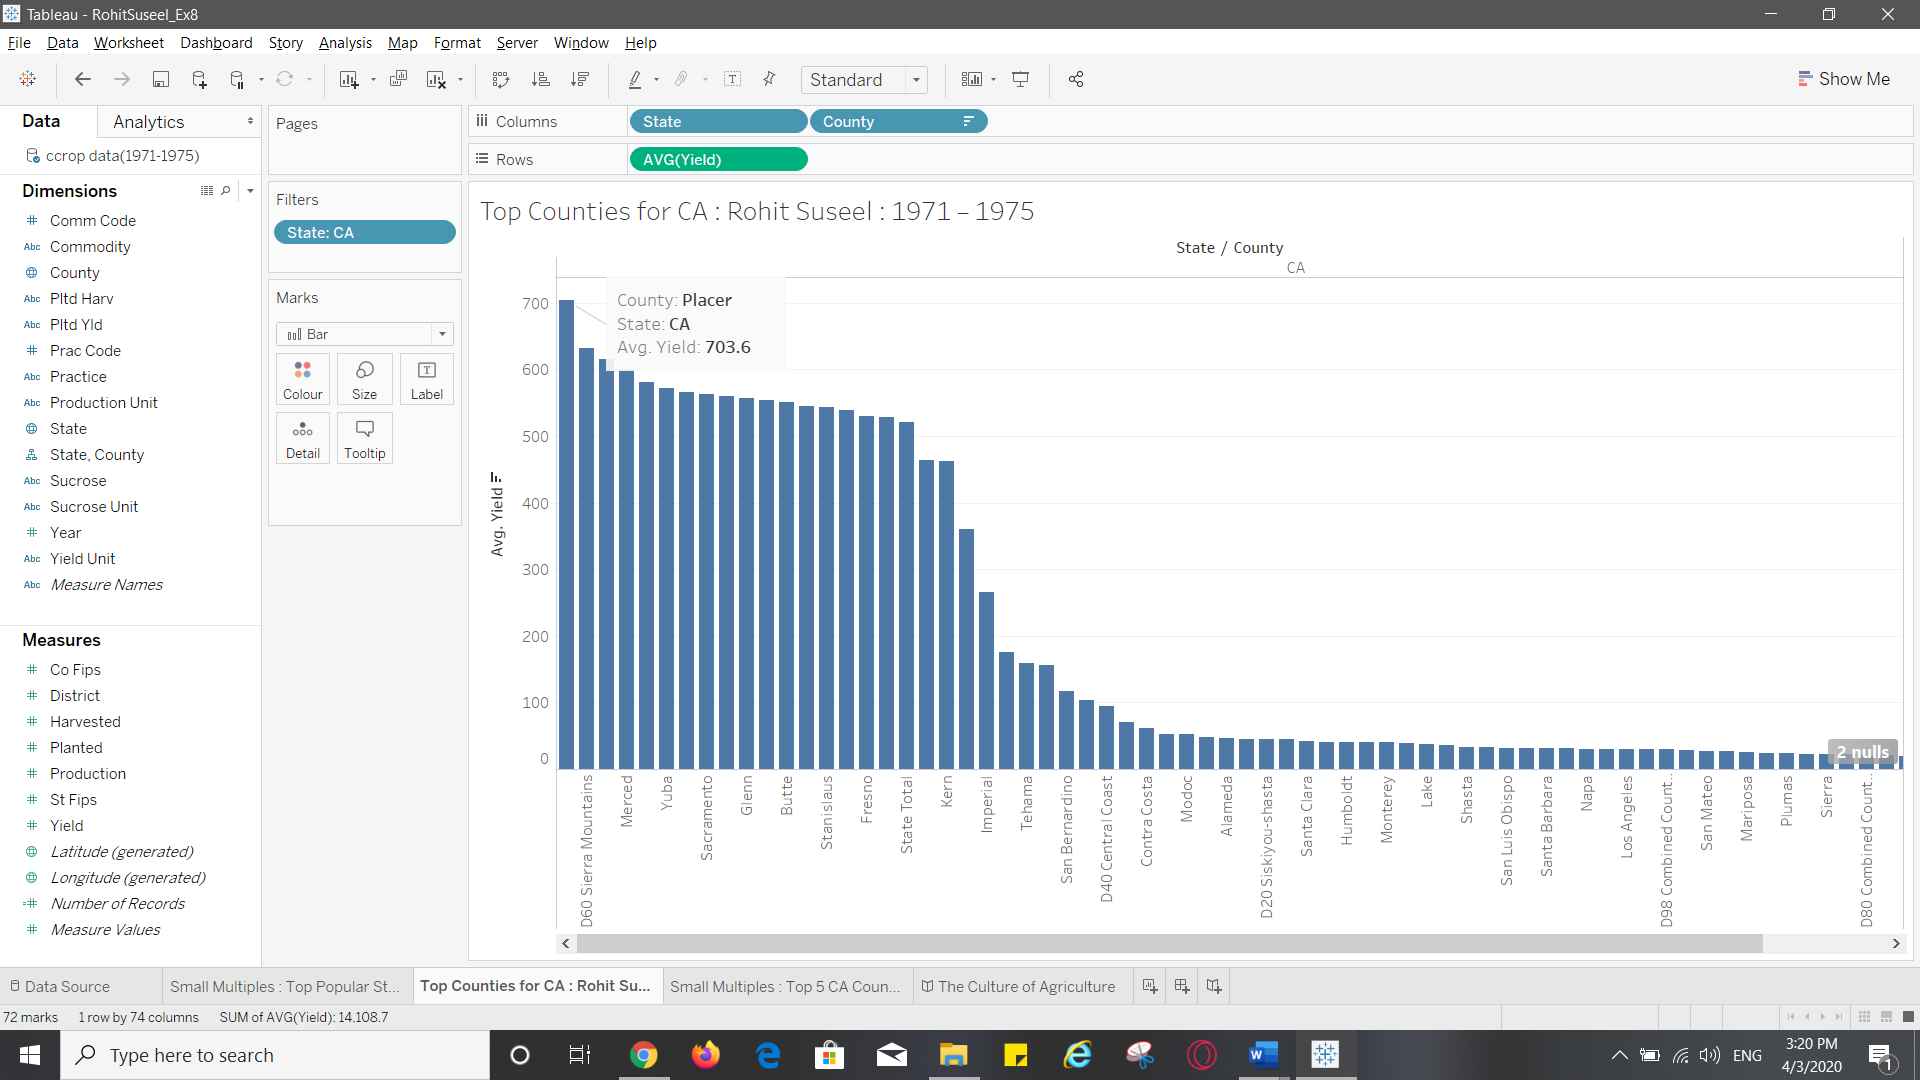 Tableau - RohitSuseel_Ex8
File Data Worksheet Dashboard Story Analysis Map Format Server Window Help
Standard
Show Me
Data Analytics
ccrop data(1971-1975)
Dimensions
# Comm Code
Abc Commodity
County
Abc Pltd Harv
Abc Pltd Yld
# Prac Code
Abc Practice
Abc Production Unit
State
State, County
Abc Sucrose
Abc Sucrose Unit
# Year
Abc Yield Unit
Abc Measure Names
Measures
# Co Fips
# District
# Harvested
# Planted
# Production
# St Fips
# Yield
Latitude (generated)
Longitude (generated)
=# Number of Records
# Measure Values
Pages
Filters
State: CA
Marks
Bar
Colour Size Label
Detail Tooltip
Columns State County
Rows AVG(Yield)
Top Counties for CA : Rohit Suseel : 1971 – 1975
State / County
CA
County: Placer
State: CA
Avg. Yield: 703.6
Avg. Yield
700
600
500
400
300
200
100
0
2 nulls
D60 Sierra Mountains
Merced
Yuba
Sacramento
Glenn
Butte
Stanislaus
Fresno
State Total
Kern
Imperial
Tehama
San Bernardino
D40 Central Coast
Contra Costa
Modoc
Alameda
D20 Siskiyou-shasta
Santa Clara
Humboldt
Monterey
Lake
Shasta
San Luis Obispo
Santa Barbara
Napa
Los Angeles
D98 Combined Count..
San Mateo
Mariposa
Plumas
Sierra
D80 Combined Count..
Data Source Small Multiples : Top Popular St... Top Counties for CA : Rohit Su... Small Multiples : Top 5 CA Coun... The Culture of Agriculture
72 marks 1 row by 74 columns SUM of AVG(Yield): 14,108.7
Type here to search
ENG
3:20 PM
4/3/2020
1